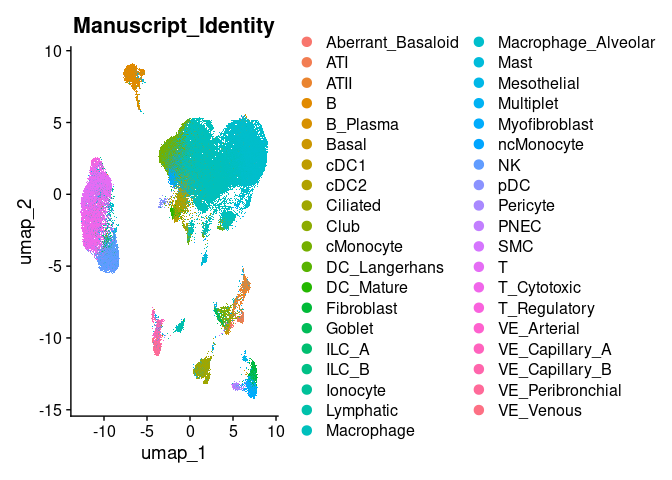 Manuscript_Identity
10
5
0
-5
-10
-15
umap_2
-10
-5
0
5
10
umap_1
Aberrant_Basaloid
ATI
ATII
B
B_Plasma
Basal
cDC1
cDC2
Ciliated
Club
cMonocyte
DC_Langerhans
DC_Mature
Fibroblast
Goblet
ILC_A
ILC_B
Ionocyte
Lymphatic
Macrophage
Macrophage_Alveolar
Mast
Mesothelial
Multiplet
Myofibroblast
ncMonocyte
NK
pDC
Pericyte
PNEC
SMC
T
T_Cytotoxic
T_Regulatory
VE_Arterial
VE_Capillary_A
VE_Capillary_B
VE_Peribronchial
VE_Venous